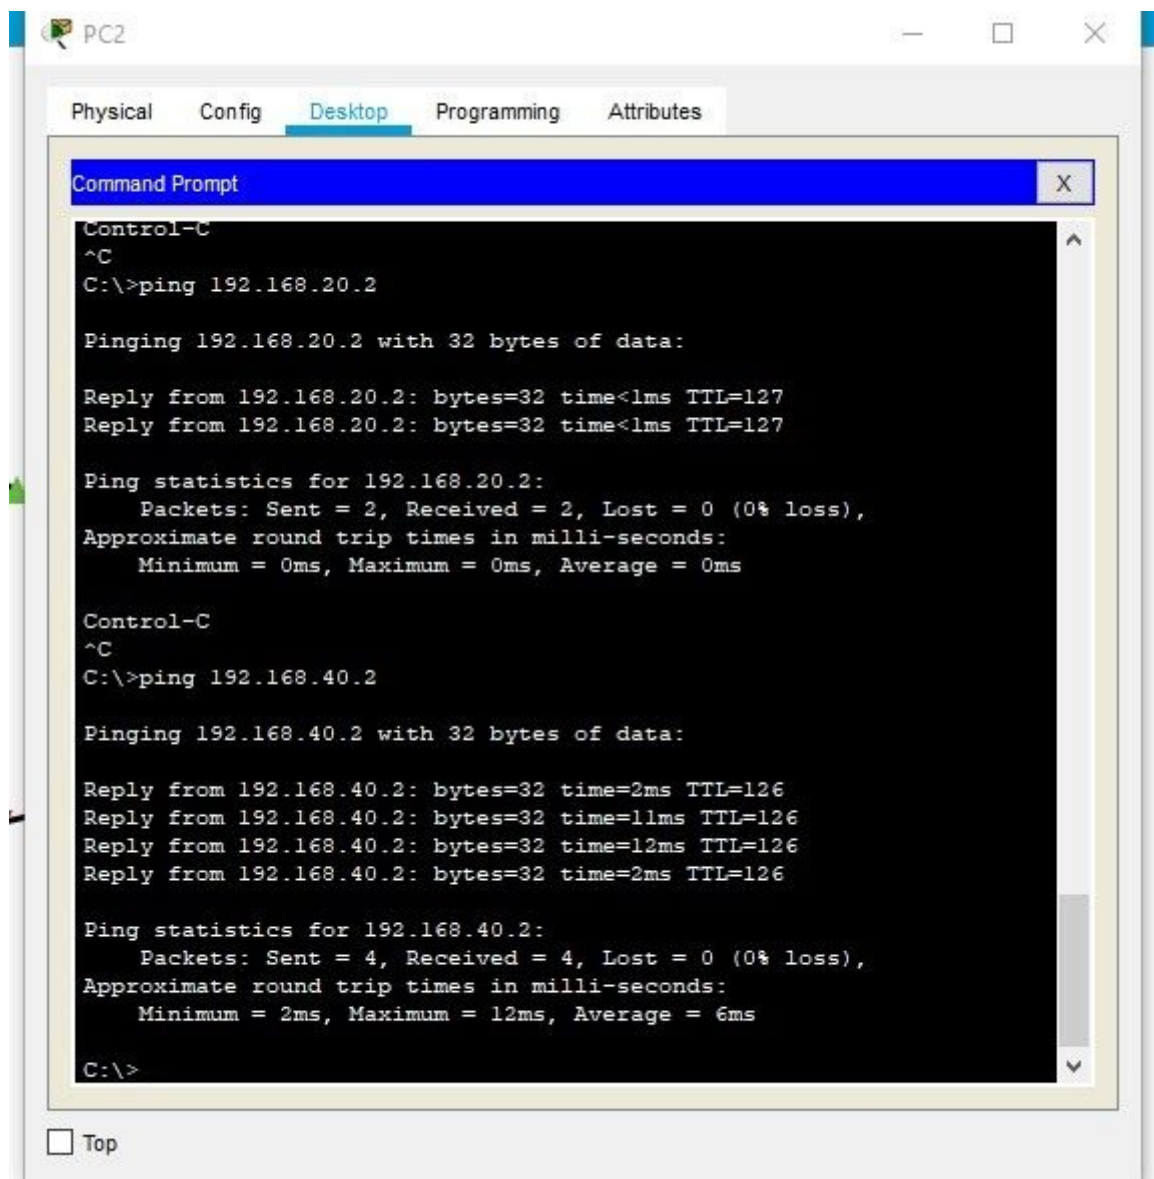 PC2
Physical Config Desktop Programming Attributes
Command Prompt X
Control-C
^C
C:\>ping 192.168.20.2
Pinging 192.168.20.2 with 32 bytes of data:
Reply from 192.168.20.2: bytes=32 time<1ms TTL=127
Reply from 192.168.20.2: bytes=32 time<1ms TTL=127
Ping statistics for 192.168.20.2:
Packets: Sent = 2, Received = 2, Lost = 0 (0% loss),
Approximate round trip times in milli-seconds:
Minimum = 0ms, Maximum = 0ms, Average = 0ms
Control-C
^C
C:\>ping 192.168.40.2
Pinging 192.168.40.2 with 32 bytes of data:
Reply from 192.168.40.2: bytes=32 time=2ms TTL=126
Reply from 192.168.40.2: bytes=32 time=11ms TTL=126
Reply from 192.168.40.2: bytes=32 time=12ms TTL=126
Reply from 192.168.40.2: bytes=32 time=2ms TTL=126
Ping statistics for 192.168.40.2:
Packets: Sent = 4, Received = 4, Lost = 0 (0% loss),
Approximate round trip times in milli-seconds:
Minimum = 2ms, Maximum = 12ms, Average = 6ms
C:\>
Top